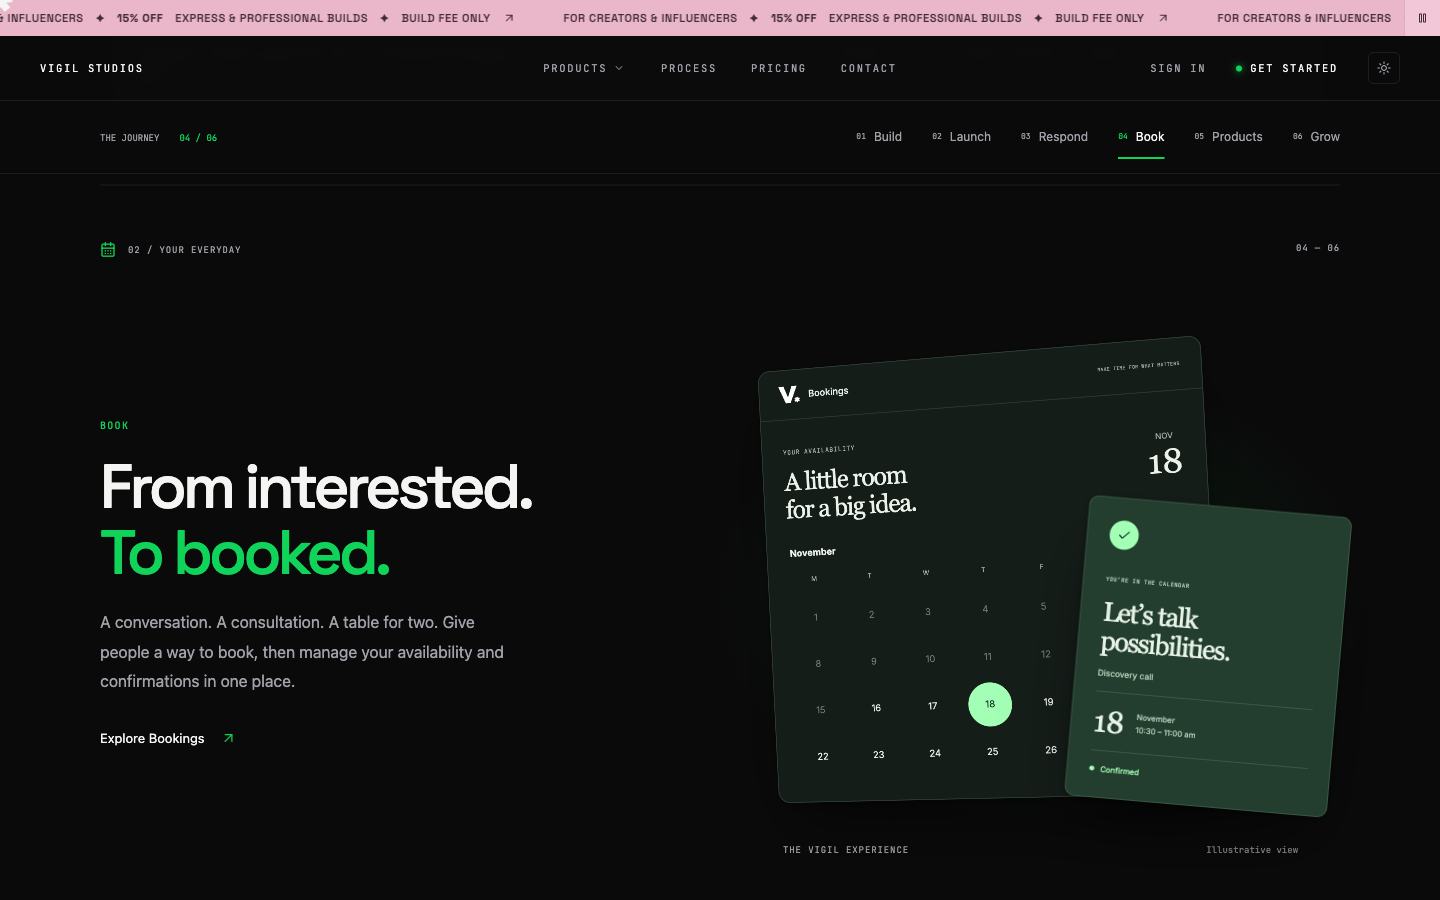 & INFLUENCERS ✦ 15% OFF EXPRESS & PROFESSIONAL BUILDS ✦ BUILD FEE ONLY ↗ FOR CREATORS & INFLUENCERS ✦ 15% OFF EXPRESS & PROFESSIONAL BUILDS ✦ BUILD FEE ONLY ↗ FOR CREATORS & INFLUENCERS
VIGIL STUDIOS PRODUCTS PROCESS PRICING CONTACT SIGN IN GET STARTED
THE JOURNEY 04 / 06 01 Build 02 Launch 03 Respond 04 Book 05 Products 06 Grow
02 / YOUR EVERYDAY 04 — 06
BOOK
From interested.
To booked.
A conversation. A consultation. A table for two. Give
people a way to book, then manage your availability and
confirmations in one place.
Explore Bookings ↗
V. Bookings MAKE TIME FOR WHAT MATTERS
YOUR AVAILABILITY
A little room
for a big idea.
NOV
18
November
M T W T F
1 2 3 4 5
8 9 10 11 12
15 16 17 18 19
22 23 24 25 26
YOU'RE IN THE CALENDAR
Let's talk
possibilities.
Discovery call
18 November
10:30 – 11:00 am
Confirmed
THE VIGIL EXPERIENCE Illustrative view